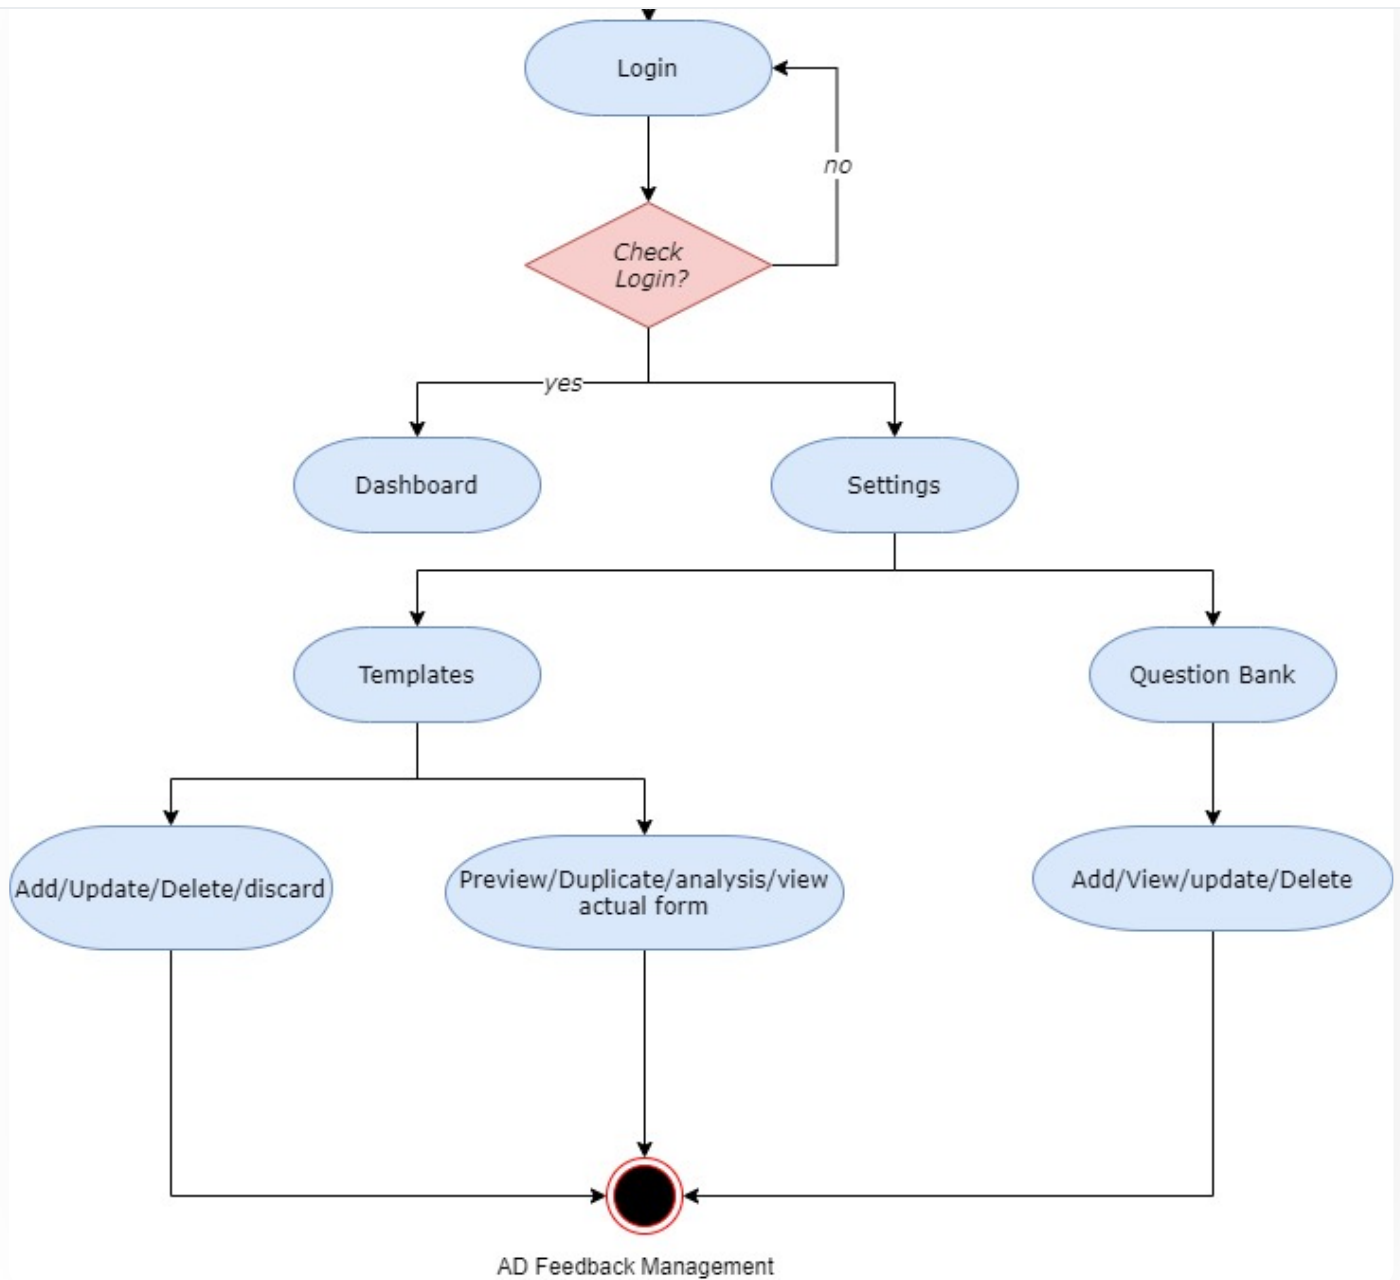 Login
no
Check
Login?
yes
Dashboard
Settings
Templates
Question Bank
Add/Update/Delete/discard
Preview/Duplicate/analysis/view
actual form
Add/View/update/Delete
AD Feedback Management